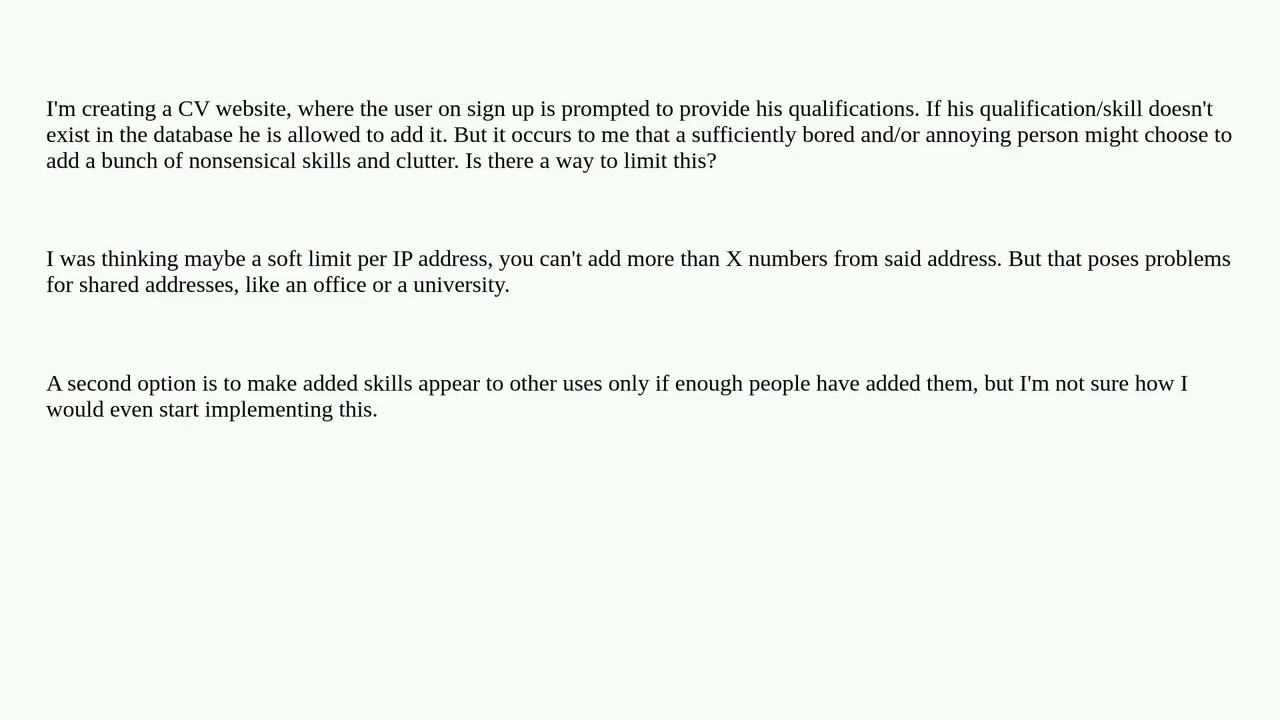 I'm creating a CV website, where the user on sign up is prompted to provide his qualifications. If his qualification/skill doesn't
exist in the database he is allowed to add it. But it occurs to me that a sufficiently bored and/or annoying person might choose to
add a bunch of nonsensical skills and clutter. Is there a way to limit this?
I was thinking maybe a soft limit per IP address, you can't add more than X numbers from said address. But that poses problems
for shared addresses, like an office or a university.
A second option is to make added skills appear to other uses only if enough people have added them, but I'm not sure how I
would even start implementing this.